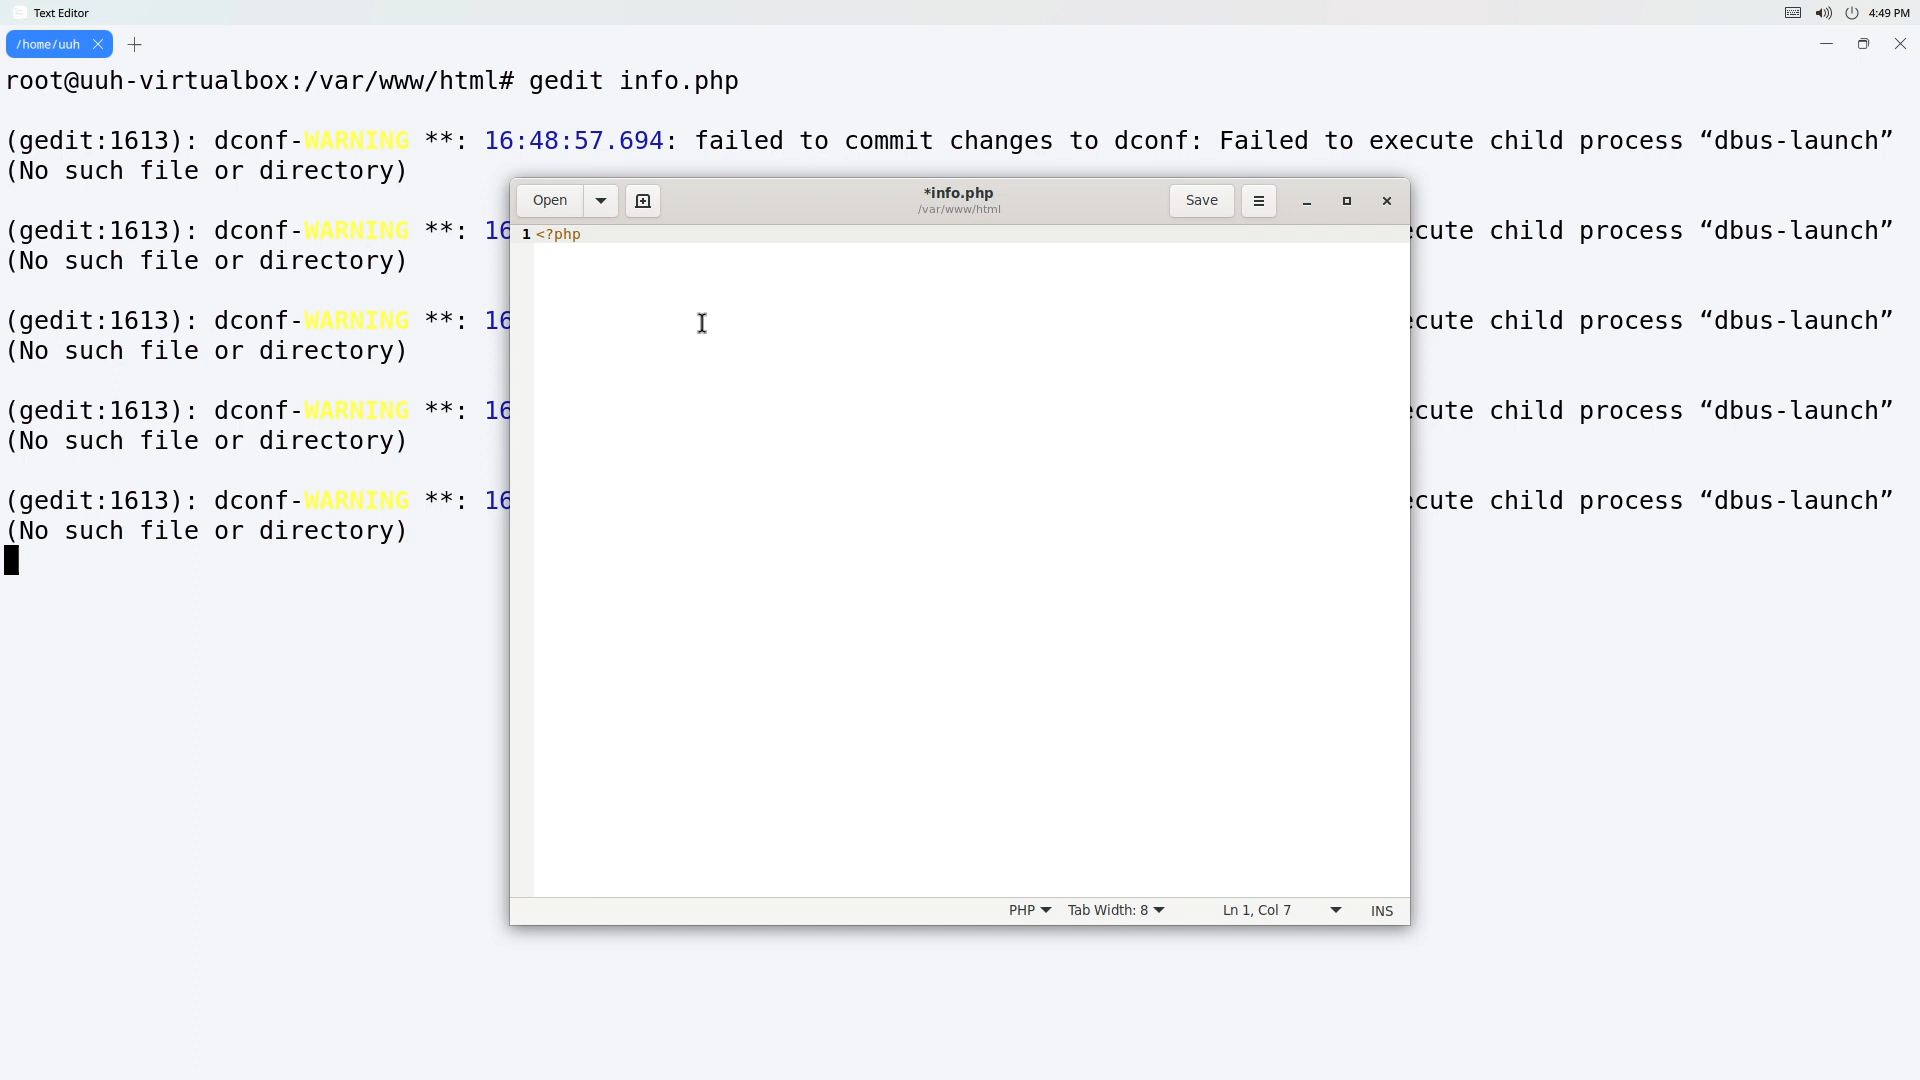 Text Editor
4:49 PM
/home/uuh
root@uuh-virtualbox:/var/www/html# gedit info.php
(gedit:1613): dconf-WARNING **: 16:48:57.694: failed to commit changes to dconf: Failed to execute child process “dbus-launch”
(No such file or directory)
(gedit:1613): dconf-WARNING **: 16
ecute child process “dbus-launch”
(No such file or directory)
(gedit:1613): dconf-WARNING **: 16
ecute child process “dbus-launch”
(No such file or directory)
(gedit:1613): dconf-WARNING **: 16
ecute child process “dbus-launch”
(No such file or directory)
(gedit:1613): dconf-WARNING **: 16
ecute child process “dbus-launch”
(No such file or directory)
Open
*info.php
/var/www/html
Save
1 <?php
PHP
Tab Width: 8
Ln 1, Col 7
INS